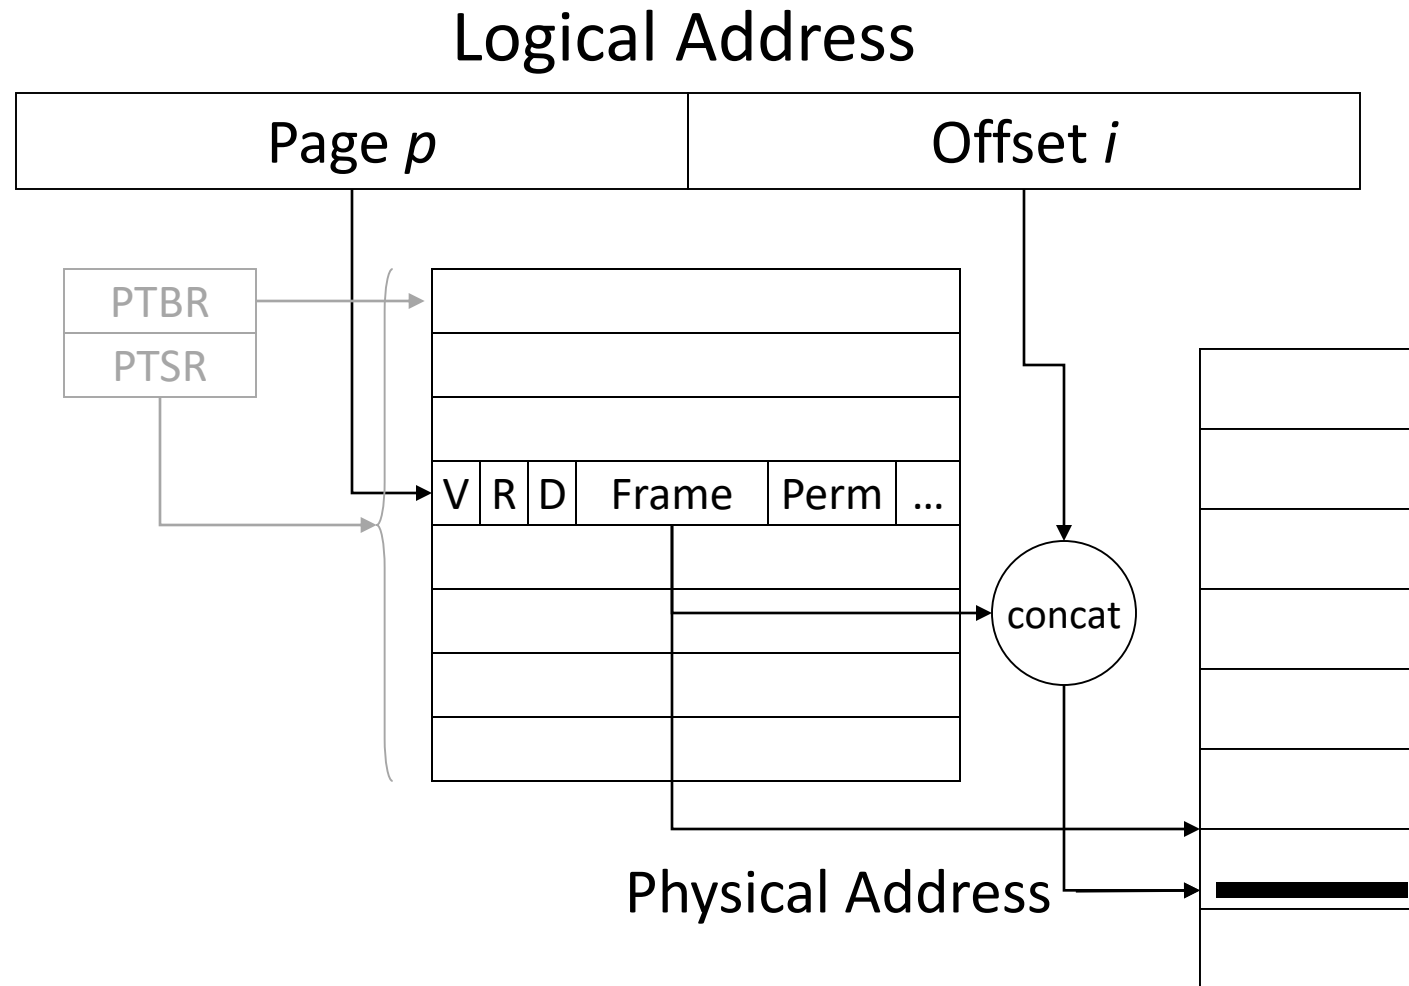 Logical Address
Page p Offset i
PTBR
PTSR
V R D Frame Perm ...
concat
Physical Address